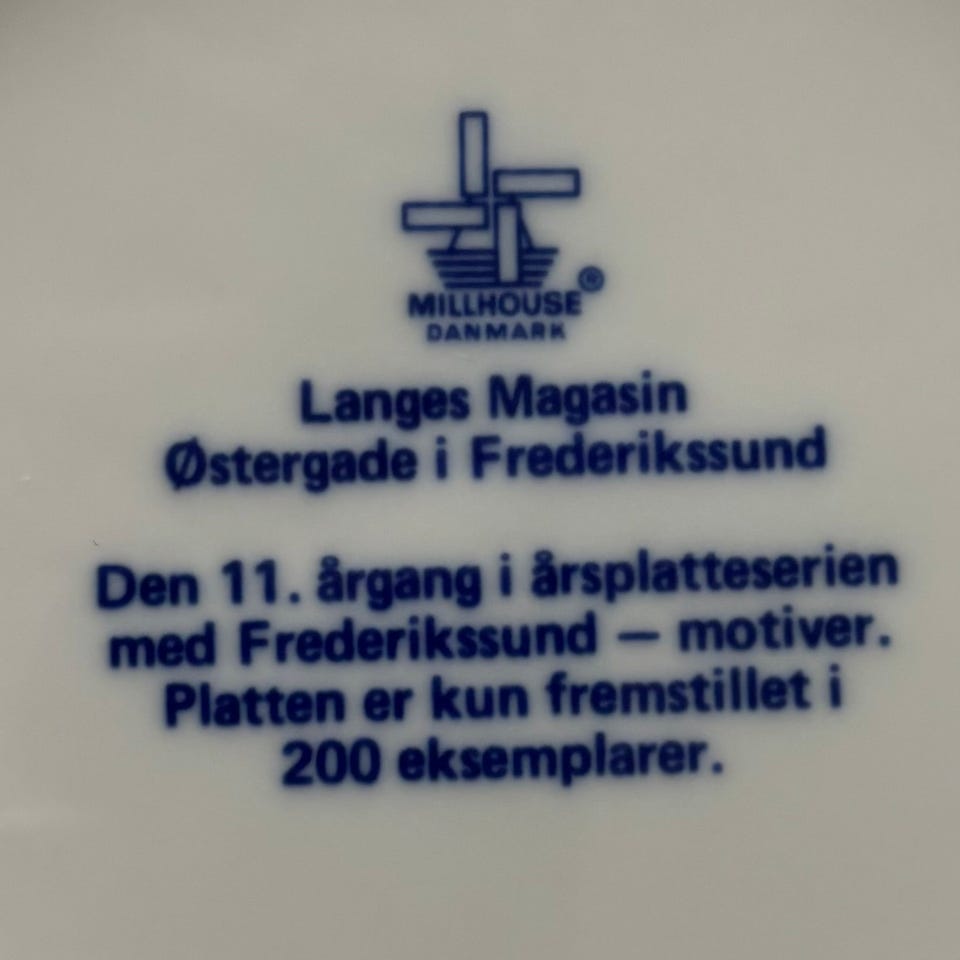 MILLHOUSE ®
DANMARK
Langes Magasin
Østergade i Frederikssund
Den 11. årgang i årsplatteserien
med Frederikssund — motiver.
Platten er kun fremstillet i
200 eksemplarer.